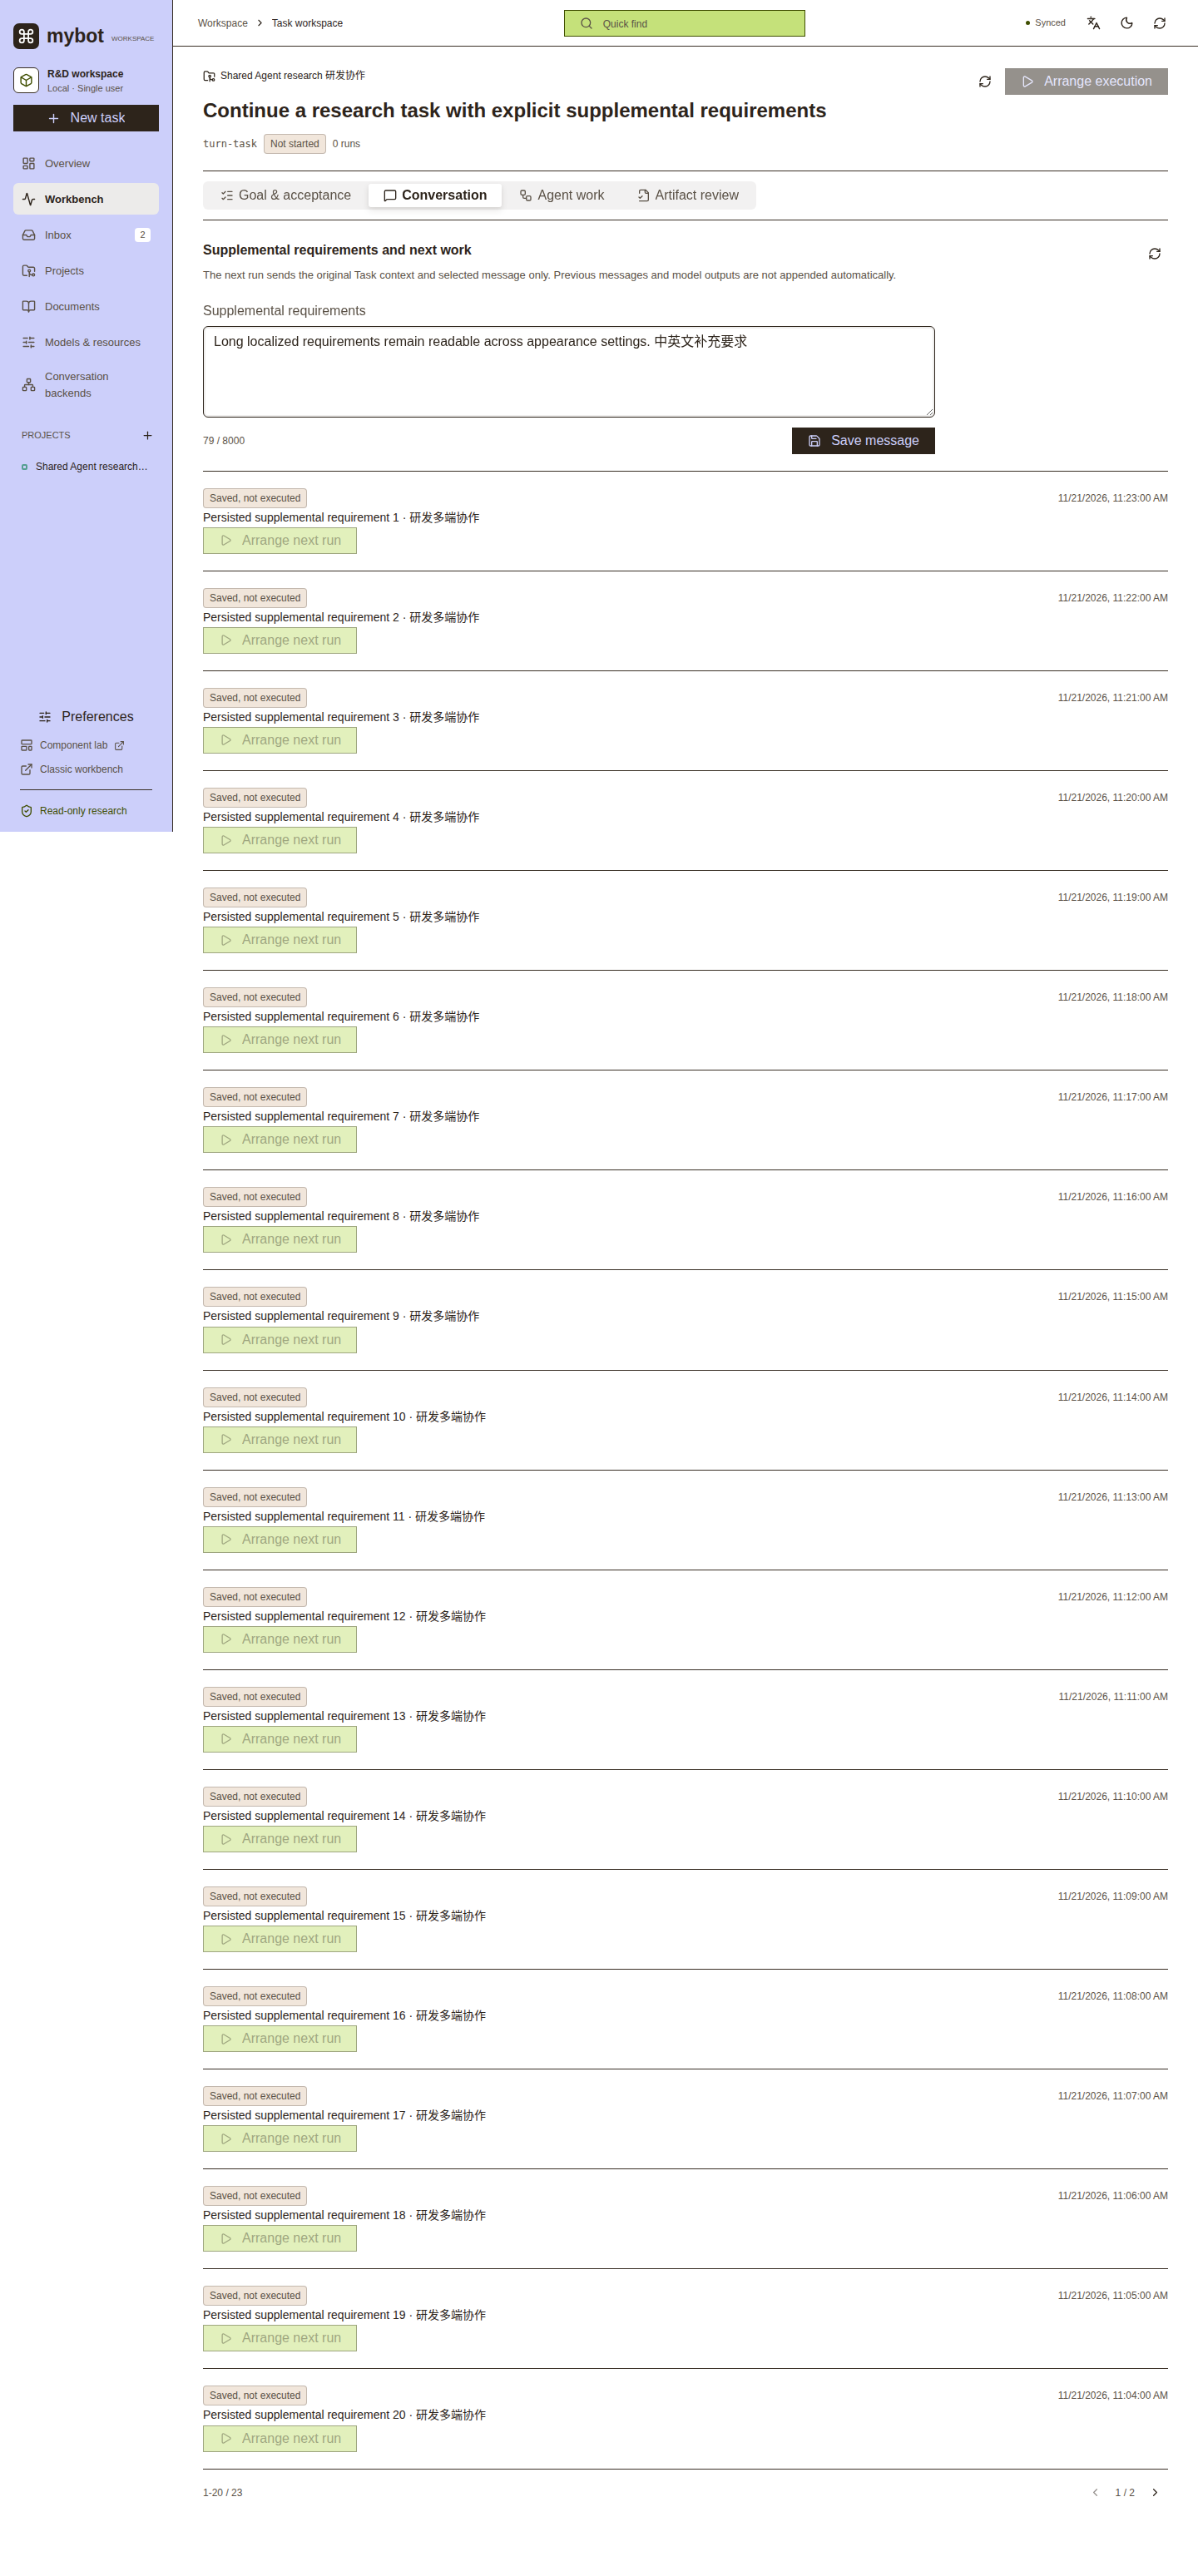 mybot WORKSPACE
R&D workspace
Local · Single user
New task
Overview
Workbench
Inbox 2
Projects
Documents
Models & resources
Conversation
backends
PROJECTS
Shared Agent research…
Preferences
Component lab
Classic workbench
Read-only research
Workspace Task workspace
Quick find
Synced
Shared Agent research 研发协作
Arrange execution
Continue a research task with explicit supplemental requirements
turn-task Not started 0 runs
Goal & acceptance Conversation Agent work Artifact review
Supplemental requirements and next work
The next run sends the original Task context and selected message only. Previous messages and model outputs are not appended automatically.
Supplemental requirements
Long localized requirements remain readable across appearance settings. 中英文补充要求
79 / 8000 Save message
Saved, not executed 11/21/2026, 11:23:00 AM
Persisted supplemental requirement 1 · 研发多端协作
Arrange next run
Saved, not executed 11/21/2026, 11:22:00 AM
Persisted supplemental requirement 2 · 研发多端协作
Arrange next run
Saved, not executed 11/21/2026, 11:21:00 AM
Persisted supplemental requirement 3 · 研发多端协作
Arrange next run
Saved, not executed 11/21/2026, 11:20:00 AM
Persisted supplemental requirement 4 · 研发多端协作
Arrange next run
Saved, not executed 11/21/2026, 11:19:00 AM
Persisted supplemental requirement 5 · 研发多端协作
Arrange next run
Saved, not executed 11/21/2026, 11:18:00 AM
Persisted supplemental requirement 6 · 研发多端协作
Arrange next run
Saved, not executed 11/21/2026, 11:17:00 AM
Persisted supplemental requirement 7 · 研发多端协作
Arrange next run
Saved, not executed 11/21/2026, 11:16:00 AM
Persisted supplemental requirement 8 · 研发多端协作
Arrange next run
Saved, not executed 11/21/2026, 11:15:00 AM
Persisted supplemental requirement 9 · 研发多端协作
Arrange next run
Saved, not executed 11/21/2026, 11:14:00 AM
Persisted supplemental requirement 10 · 研发多端协作
Arrange next run
Saved, not executed 11/21/2026, 11:13:00 AM
Persisted supplemental requirement 11 · 研发多端协作
Arrange next run
Saved, not executed 11/21/2026, 11:12:00 AM
Persisted supplemental requirement 12 · 研发多端协作
Arrange next run
Saved, not executed 11/21/2026, 11:11:00 AM
Persisted supplemental requirement 13 · 研发多端协作
Arrange next run
Saved, not executed 11/21/2026, 11:10:00 AM
Persisted supplemental requirement 14 · 研发多端协作
Arrange next run
Saved, not executed 11/21/2026, 11:09:00 AM
Persisted supplemental requirement 15 · 研发多端协作
Arrange next run
Saved, not executed 11/21/2026, 11:08:00 AM
Persisted supplemental requirement 16 · 研发多端协作
Arrange next run
Saved, not executed 11/21/2026, 11:07:00 AM
Persisted supplemental requirement 17 · 研发多端协作
Arrange next run
Saved, not executed 11/21/2026, 11:06:00 AM
Persisted supplemental requirement 18 · 研发多端协作
Arrange next run
Saved, not executed 11/21/2026, 11:05:00 AM
Persisted supplemental requirement 19 · 研发多端协作
Arrange next run
Saved, not executed 11/21/2026, 11:04:00 AM
Persisted supplemental requirement 20 · 研发多端协作
Arrange next run
1-20 / 23 1 / 2